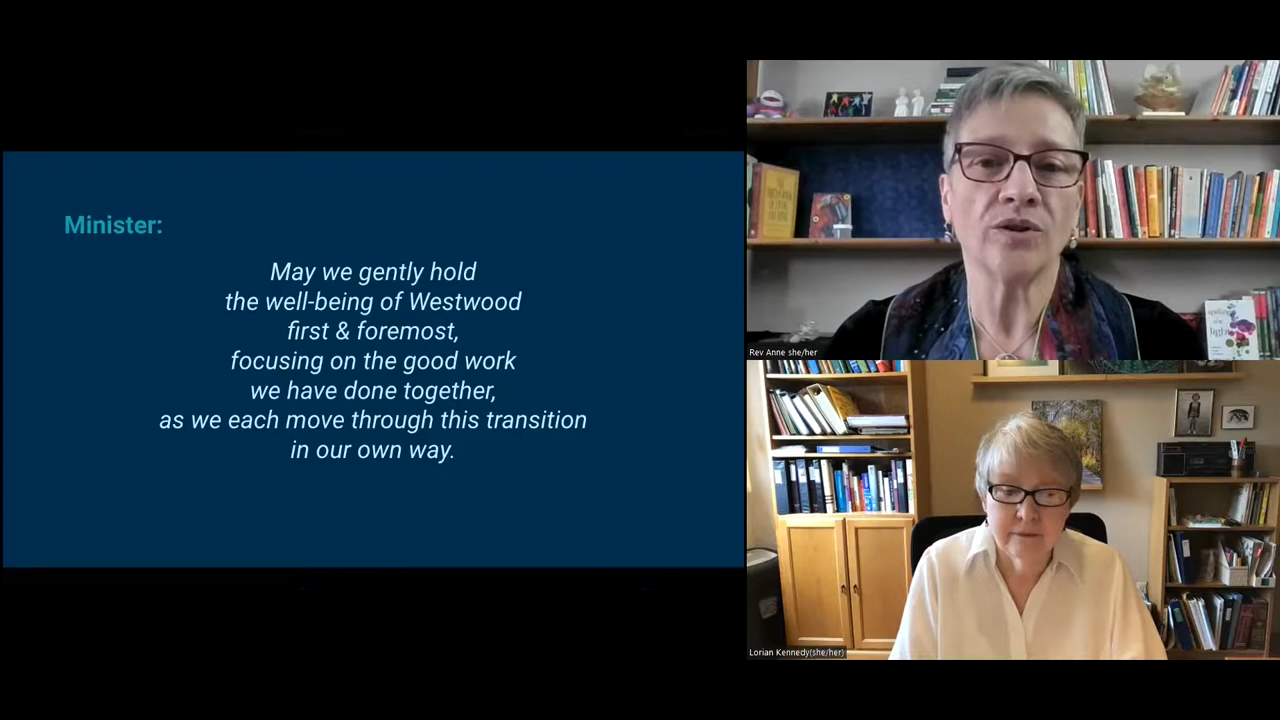 Minister:
May we gently hold
the well-being of Westwood
first & foremost,
focusing on the good work
we have done together,
as we each move through this transition
in our own way.
Rev Anne she/her
Lorian Kennedy(she/her)